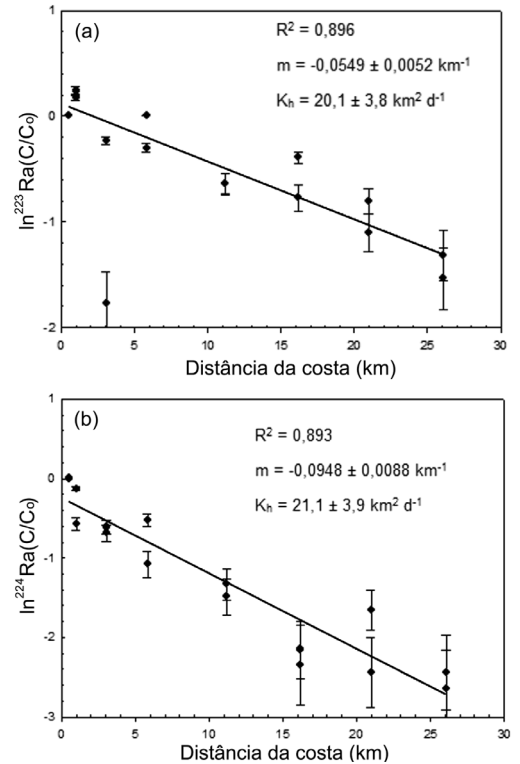 (a)
R² = 0,896
m = -0,0549 ± 0,0052 km⁻¹
Kₕ = 20,1 ± 3,8 km² d⁻¹
ln²²³Ra(C/C₀)
1
0
-1
-2
0 5 10 15 20 25 30
Distância da costa (km)
(b)
R² = 0,893
m = -0,0948 ± 0,0088 km⁻¹
Kₕ = 21,1 ± 3,9 km² d⁻¹
ln²²⁴Ra(C/C₀)
1
0
-1
-2
-3
0 5 10 15 20 25 30
Distância da costa (km)